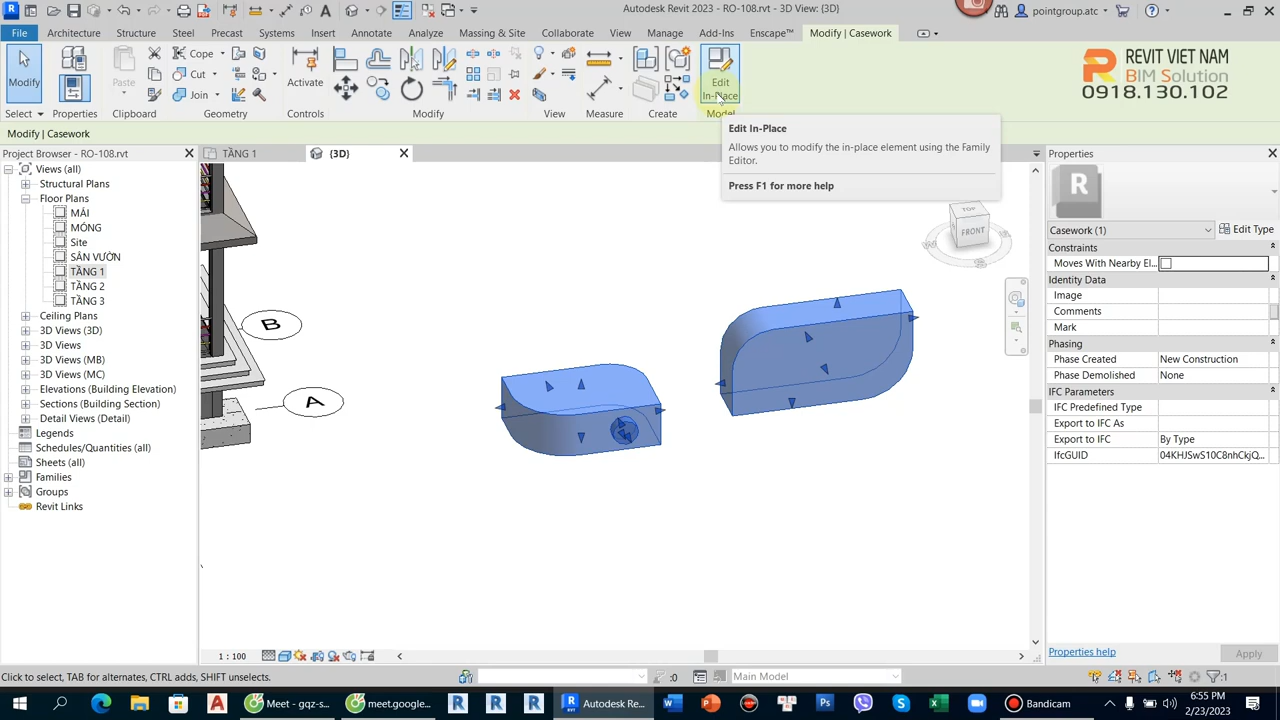 Autodesk Revit 2023 - RO-108.rvt - 3D View: {3D}
pointgroup.atc
File Architecture Structure Steel Precast Systems Insert Annotate Analyze Massing & Site Collaborate View Manage Add-Ins Enscape™ Modify | Casework
REVIT VIET NAM
BIM Solution
0918.130.102
Modify
Paste
Cope
Cut
Join
Activate
Edit
In-Place
Select Properties Clipboard Geometry Controls Modify View Measure Create Model
Modify | Casework
Edit In-Place
Allows you to modify the in-place element using the Family
Editor.
Press F1 for more help
Project Browser - RO-108.rvt
TẦNG 1
{3D}
Views (all)
Structural Plans
Floor Plans
MÁI
MÓNG
Site
SÂN VƯỜN
TẦNG 1
TẦNG 2
TẦNG 3
Ceiling Plans
3D Views (3D)
3D Views
3D Views (MB)
3D Views (MC)
Elevations (Building Elevation)
Sections (Building Section)
Detail Views (Detail)
Legends
Schedules/Quantities (all)
Sheets (all)
Families
Groups
Revit Links
B
A
TOP
FRONT
Properties
R
Casework (1)
Edit Type
Constraints
Moves With Nearby El...
Identity Data
Image
Comments
Mark
Phasing
Phase Created New Construction
Phase Demolished None
IFC Parameters
IFC Predefined Type
Export to IFC As
Export to IFC By Type
IfcGUID 04KHJSwS10C8nhCkjQ...
Properties help
Apply
1 : 100
Click to select, TAB for alternates, CTRL adds, SHIFT unselects.
:0
Main Model
:1
Meet - gqz-s...
meet.google...
Autodesk Re...
Bandicam
6:55 PM
2/23/2023